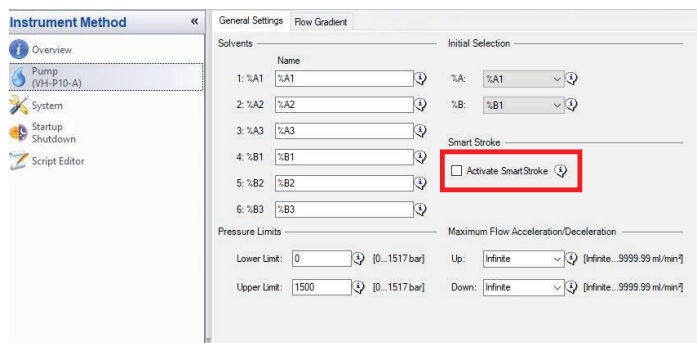 Instrument Method «
Overview
Pump
(VH-P10-A)
System
Startup
Shutdown
Script Editor
General Settings Flow Gradient
Solvents
Name
1: %A1 %A1
2: %A2 %A2
3: %A3 %A3
4: %B1 %B1
5: %B2 %B2
6: %B3 %B3
Pressure Limits
Lower Limit: 0 [0...1517 bar]
Upper Limit: 1500 [0...1517 bar]
Initial Selection
%A: %A1
%B: %B1
Smart Stroke
Activate SmartStroke
Maximum Flow Acceleration/Deceleration
Up: Infinite [Infinite...9999.99 ml/min²]
Down: Infinite [Infinite...9999.99 ml/min²]